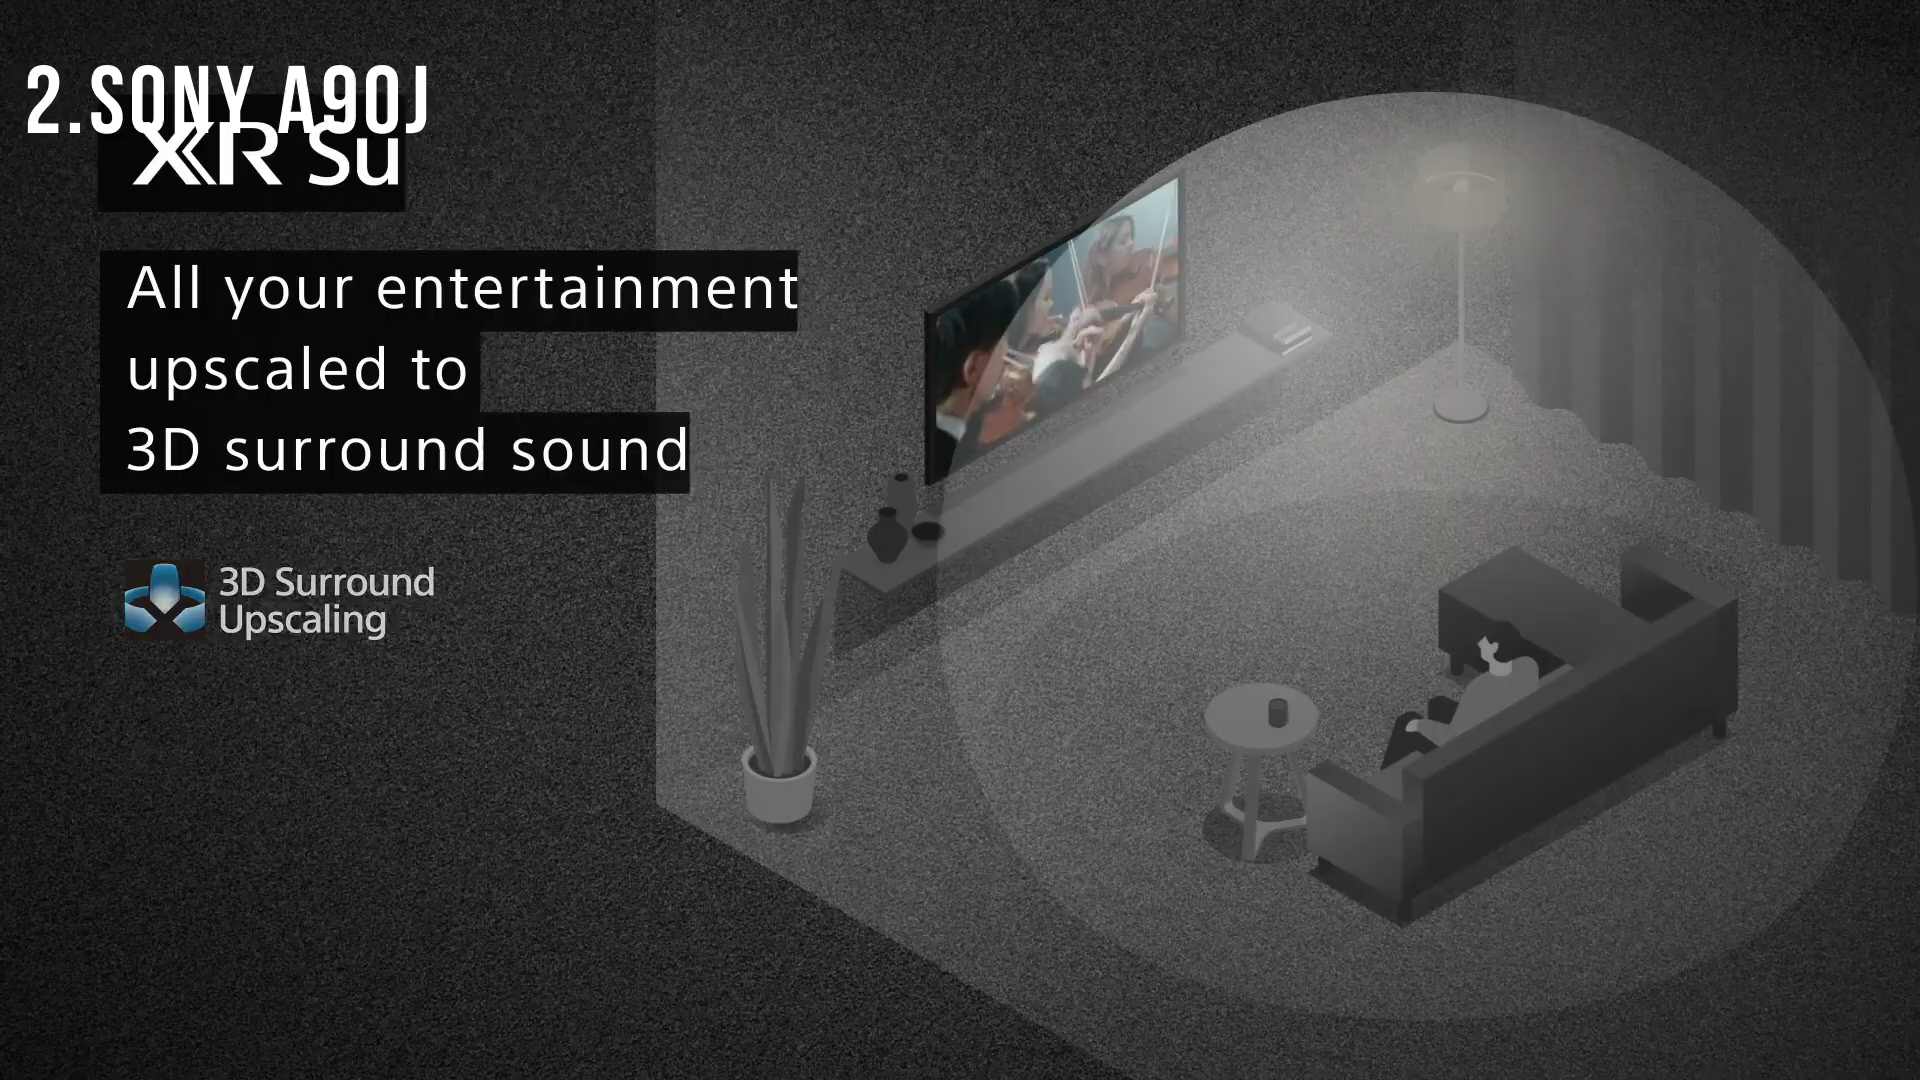 2.SONY A90J
XR Su
All your entertainment
upscaled to
3D surround sound
3D Surround
Upscaling